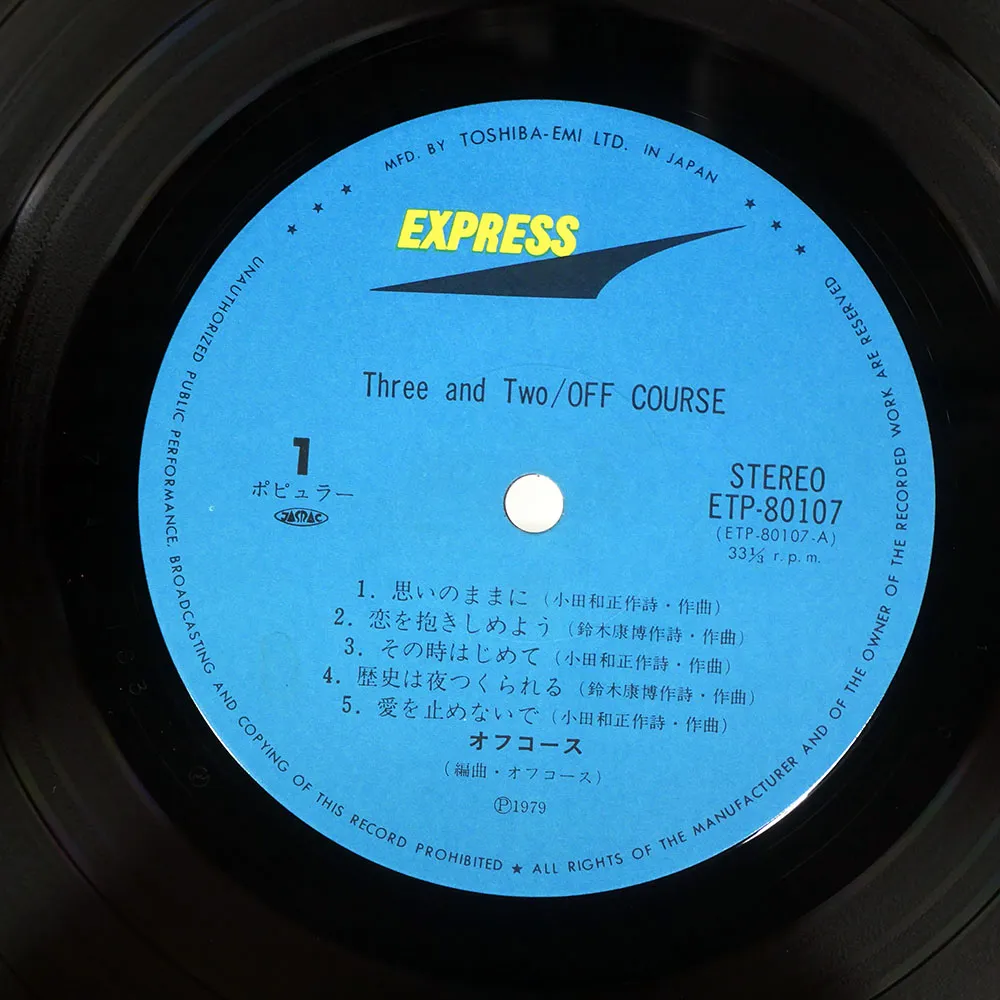 MFD. BY TOSHIBA-EMI LTD. IN JAPAN
EXPRESS
Three and Two/OFF COURSE
1
ポピュラー
JASRAC
STEREO
ETP-80107
(ETP-80107-A)
33⅓ r.p.m.
1. 思いのままに (小田和正作詩・作曲)
2. 恋を抱きしめよう (鈴木康博作詩・作曲)
3. その時はじめて (小田和正作詩・作曲)
4. 歴史は夜つくられる (鈴木康博作詩・作曲)
5. 愛を止めないで (小田和正作詩・作曲)
オフコース
(編曲・オフコース)
Ⓟ1979
UNAUTHORIZED PUBLIC PERFORMANCE, BROADCASTING AND COPYING OF THIS RECORD PROHIBITED ★ ALL RIGHTS OF THE MANUFACTURER AND OF THE OWNER OF THE RECORDED WORK ARE RESERVED